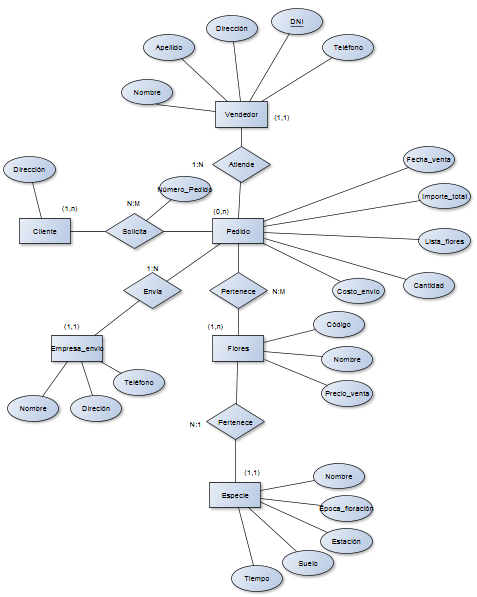 DNI
Dirección
Apellido
Teléfono
Nombre
Vendedor
(1,1)
1:N
Atiende
Fecha_venta
Dirección
Número_Pedido
Importe_total
N:M
(1,n)
(0,n)
Cliente
Solicita
Pedido
Lista_flores
1:N
Envia
Pertenece
N:M
Costo_envio
Cantidad
(1,1)
(1,n)
Código
Empresa_envio
Flores
Nombre
Teléfono
Precio_venta
Nombre
Direción
N:1
Pertenece
(1,1)
Nombre
Especie
Época_floración
Estación
Suelo
Tiempo